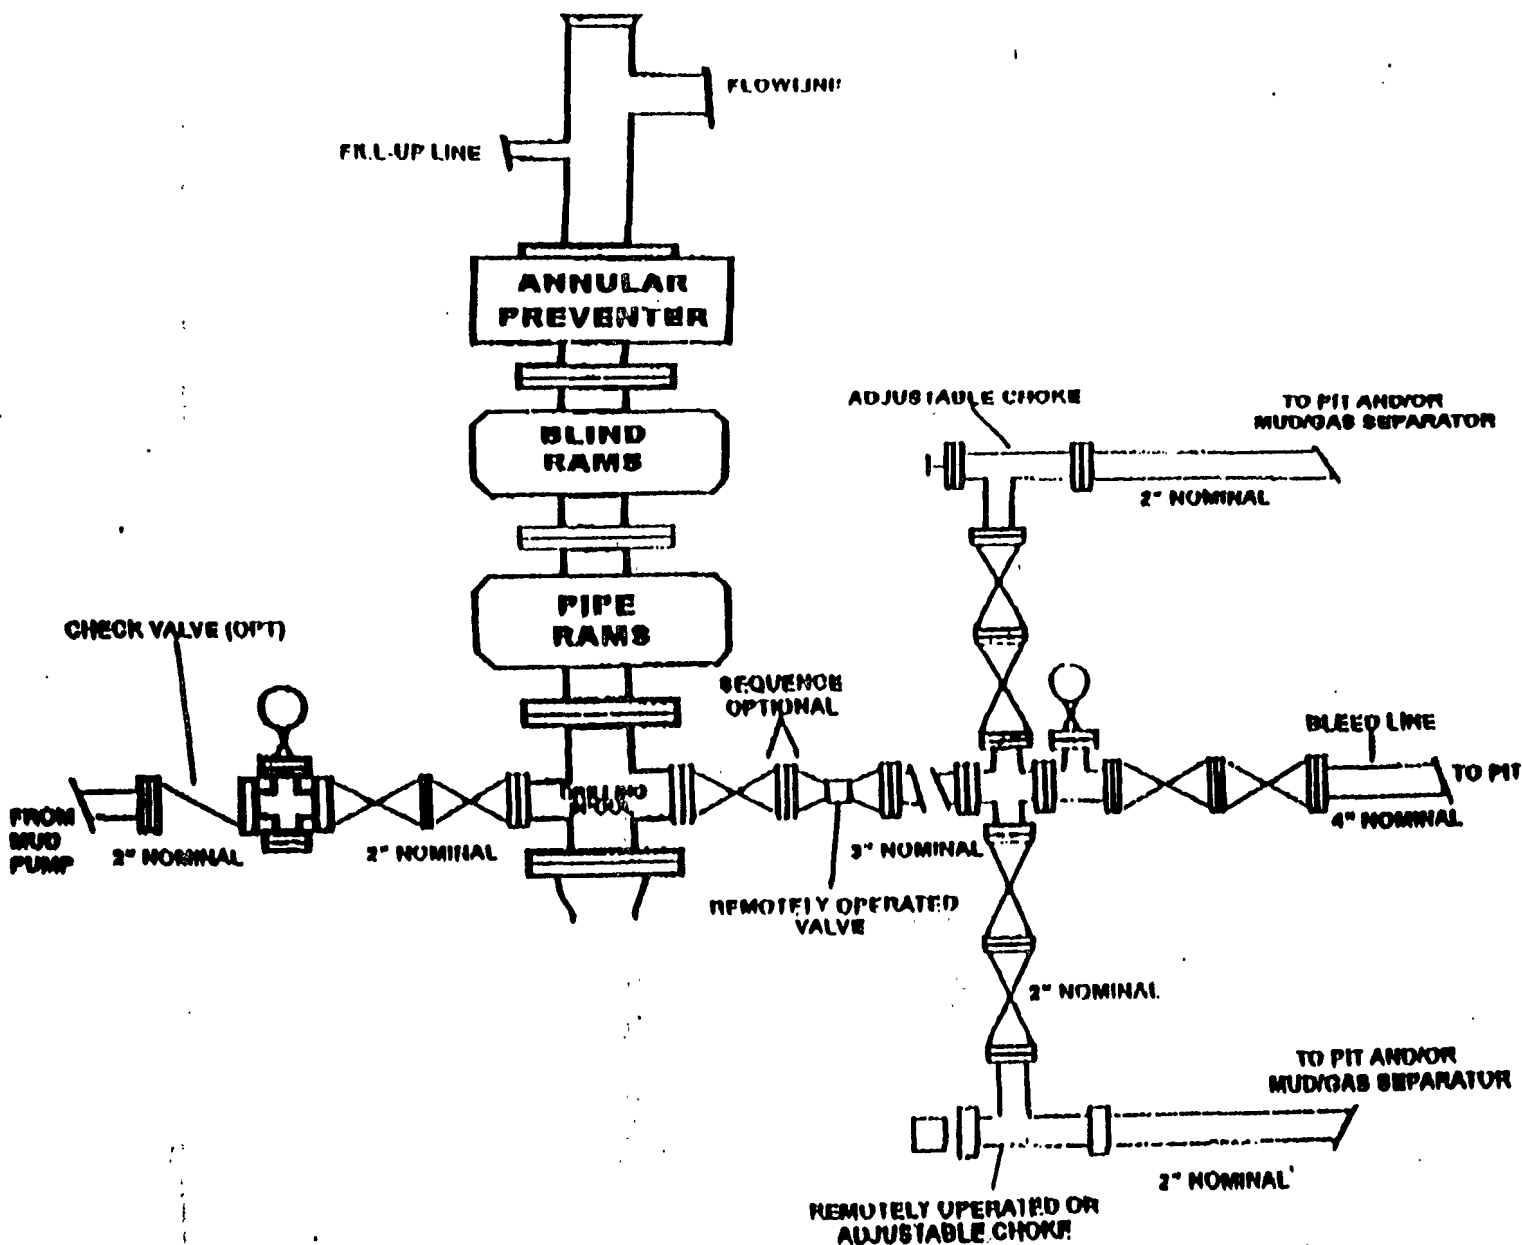 FLOWLINE
FILL-UP LINE
ANNULAR
PREVENTER
ADJUSTABLE CHOKE
TO PIT AND/OR
MUD/GAS SEPARATOR
BLIND
RAMS
2" NOMINAL
PIPE
RAMS
CHECK VALVE (OPT)
SEQUENCE
OPTIONAL
BLEED LINE
TO PIT
DRILLING
SPOOL
FROM
MUD
PUMP
2" NOMINAL
2" NOMINAL
3" NOMINAL
4" NOMINAL
REMOTELY OPERATED
VALVE
2" NOMINAL
TO PIT AND/OR
MUD/GAS SEPARATOR
2" NOMINAL
REMOTELY OPERATED OR
ADJUSTABLE CHOKE